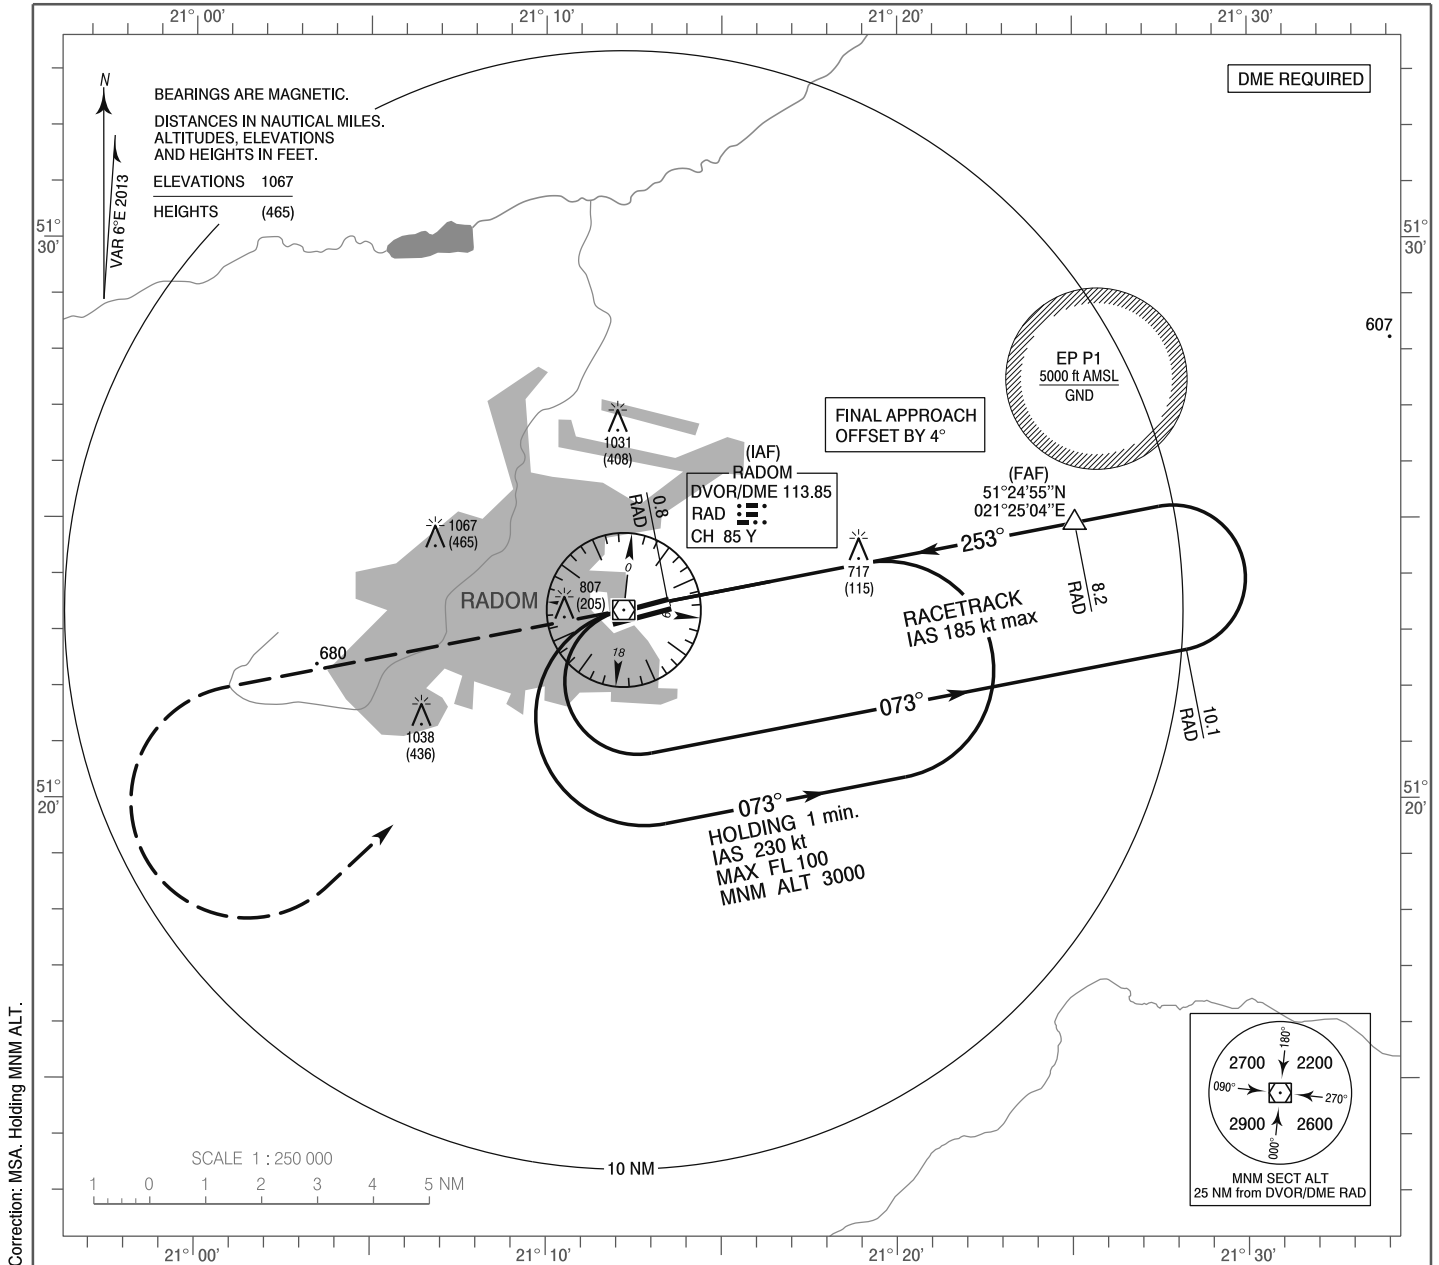 21° 00'
21° 10'
21° 20'
21° 30'
N
VAR 6°E 2013
BEARINGS ARE MAGNETIC.
DISTANCES IN NAUTICAL MILES.
ALTITUDES, ELEVATIONS
AND HEIGHTS IN FEET.
ELEVATIONS 1067
HEIGHTS (465)
DME REQUIRED
51°
30'
51°
30'
607
EP P1
5000 ft AMSL
GND
FINAL APPROACH
OFFSET BY 4°
1031
(408)
(IAF)
RADOM
DVOR/DME 113.85
RAD
CH 85 Y
0.8
RAD
(FAF)
51°24'55"N
021°25'04"E
1067
(465)
253°
717
(115)
8.2
RAD
RADOM
807
(205)
0
9
18
RACETRACK
IAS 185 kt max
680
073°
10.1
RAD
1038
(436)
51°
20'
51°
20'
073°
HOLDING 1 min.
IAS 230 kt
MAX FL 100
MNM ALT 3000
Correction: MSA. Holding MNM ALT.
SCALE 1 : 250 000
1 0 1 2 3 4 5 NM
10 NM
180°
2700 2200
090° 270°
2900 2600
000°
MNM SECT ALT
25 NM from DVOR/DME RAD
21° 00'
21° 10'
21° 20'
21° 30'